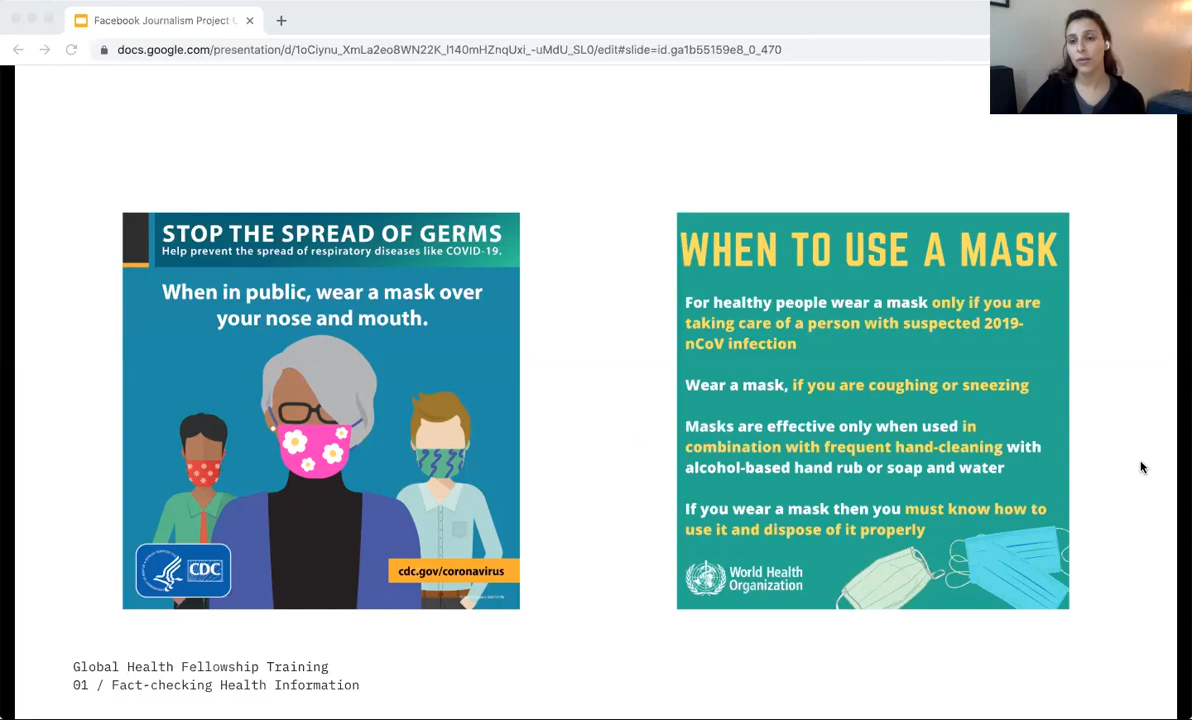 Facebook Journalism Project
docs.google.com/presentation/d/1oCiynu_XmLa2eo8WN22K_l140mHZnqUxi_-uMdU_SL0/edit#slide=id.ga1b55159e8_0_470
STOP THE SPREAD OF GERMS
Help prevent the spread of respiratory diseases like COVID-19.
When in public, wear a mask over
your nose and mouth.
CDC
cdc.gov/coronavirus
WHEN TO USE A MASK
For healthy people wear a mask only if you are
taking care of a person with suspected 2019-
nCoV infection
Wear a mask, if you are coughing or sneezing
Masks are effective only when used in
combination with frequent hand-cleaning with
alcohol-based hand rub or soap and water
If you wear a mask then you must know how to
use it and dispose of it properly
World Health
Organization
Global Health Fellowship Training
01 / Fact-checking Health Information